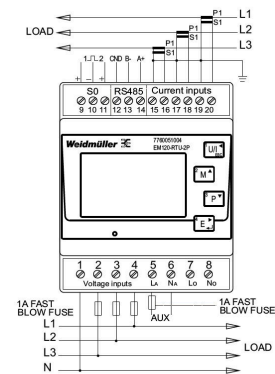 P1 L1
S1
LOAD P1 L2
S1
P1 L3
S1
1 2 GND B- A+
+ - +
S0 RS485 Current inputs
9 10 11 12 13 14 15 16 17 18 19 20
Weidmüller 7760051004
EM120-RTU-2P
U/I
ESC
M
P
E
1 2 3 4 5 6 7 8
Voltage inputs LA NA Lo No
1A FAST
BLOW FUSE
AUX
1A FAST
BLOW FUSE
L1
L2
L3
N
LOAD